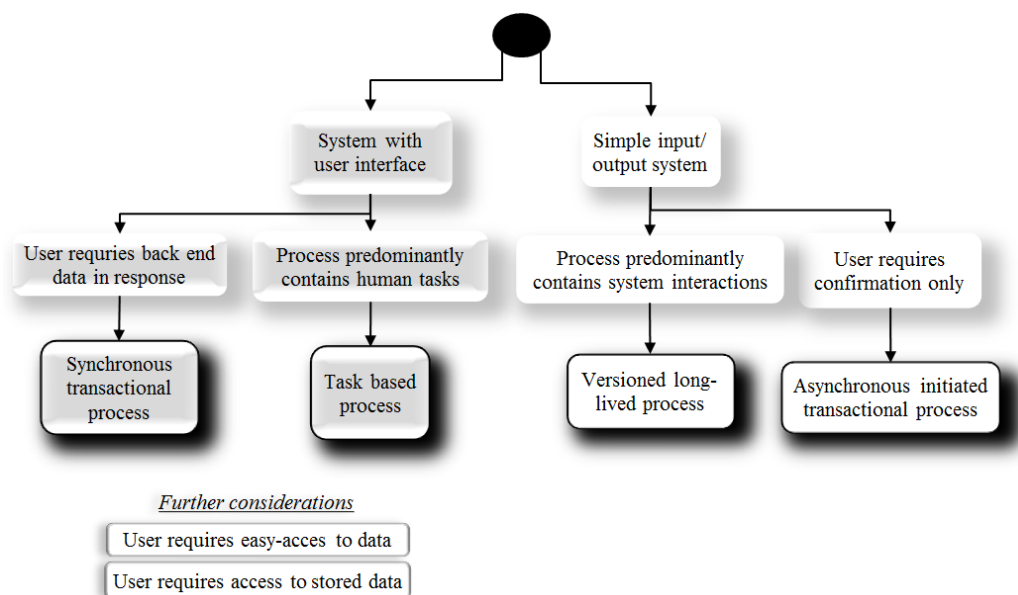 System with
user interface
Simple input/
output system
User requries back end
data in response
Process predominantly
contains human tasks
Process predominantly
contains system interactions
User requires
confirmation only
Synchronous
transactional
process
Task based
process
Versioned long-
lived process
Asynchronous initiated
transactional process
Further considerations
User requires easy-acces to data
User requires access to stored data